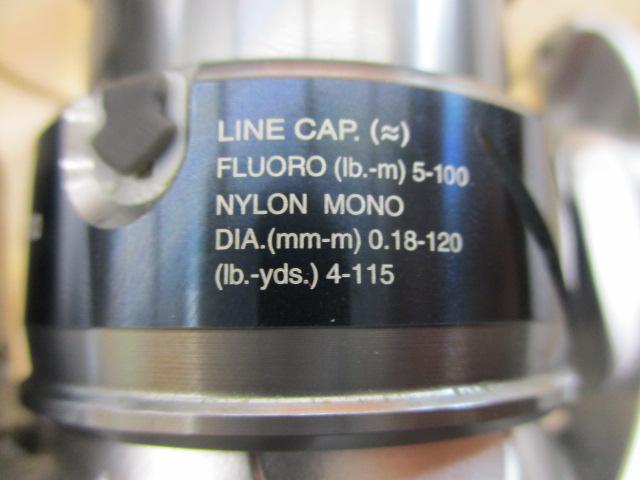 LINE CAP. (≈)
FLUORO (lb.-m) 5-100
NYLON MONO
DIA.(mm-m) 0.18-120
(lb.-yds.) 4-115